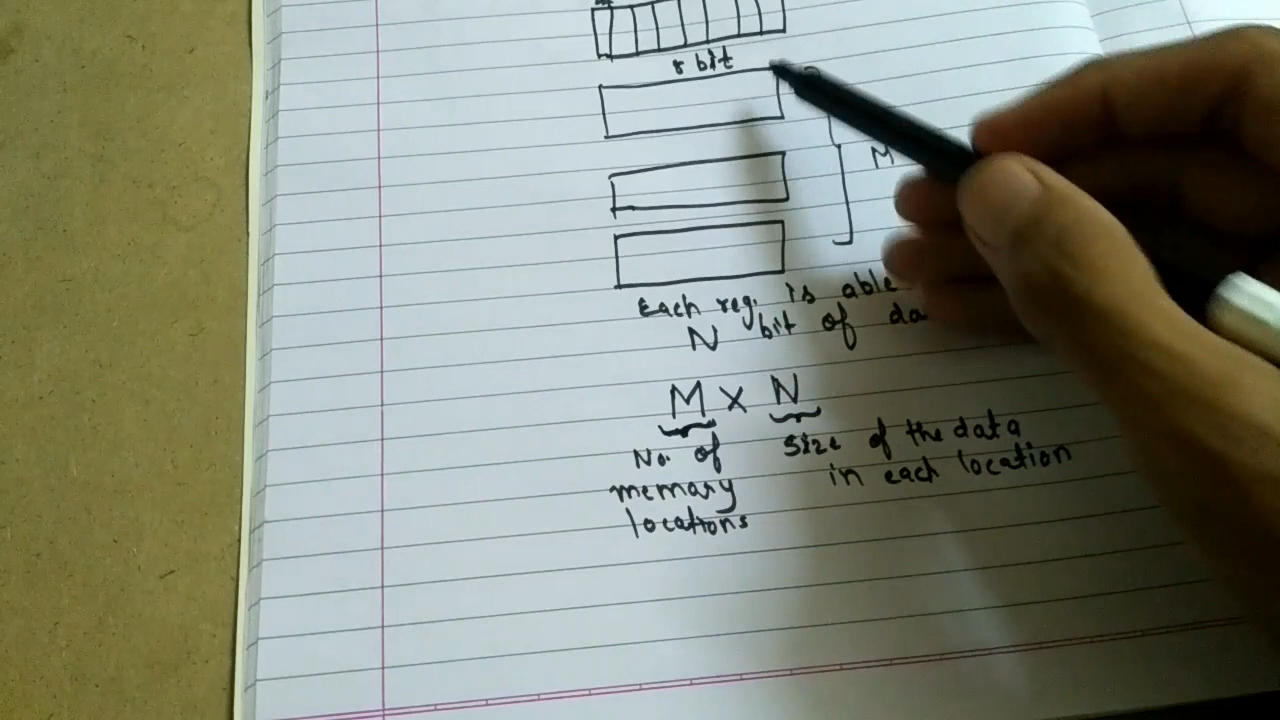 8 bit
M
Each reg. is able
N bit of da
M X N
No. of
memary
locations
Size of the data
in each location